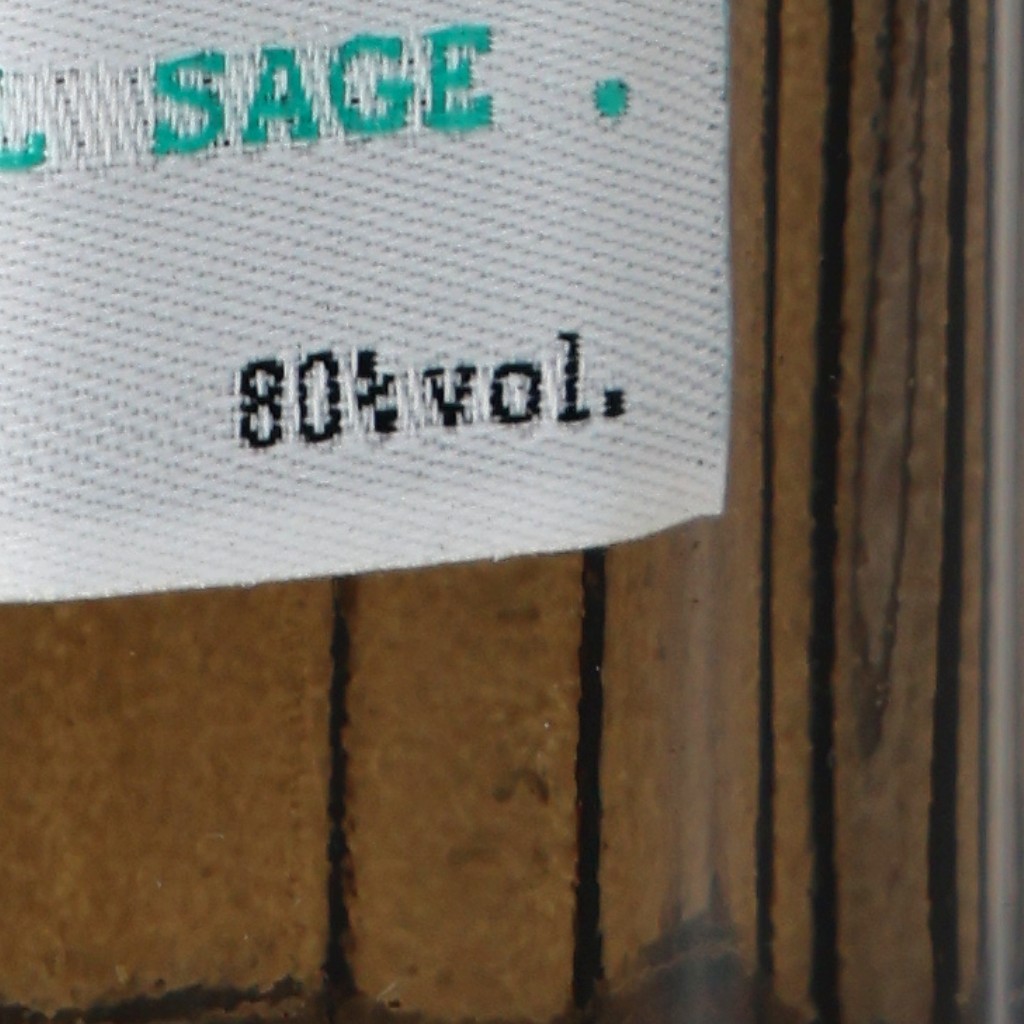 SAGE •
80% vol.